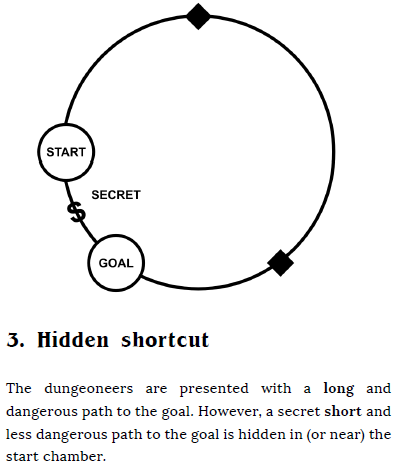 START
SECRET
S
GOAL
3. Hidden shortcut
The dungeoneers are presented with a long and
dangerous path to the goal. However, a secret short and
less dangerous path to the goal is hidden in (or near) the
start chamber.